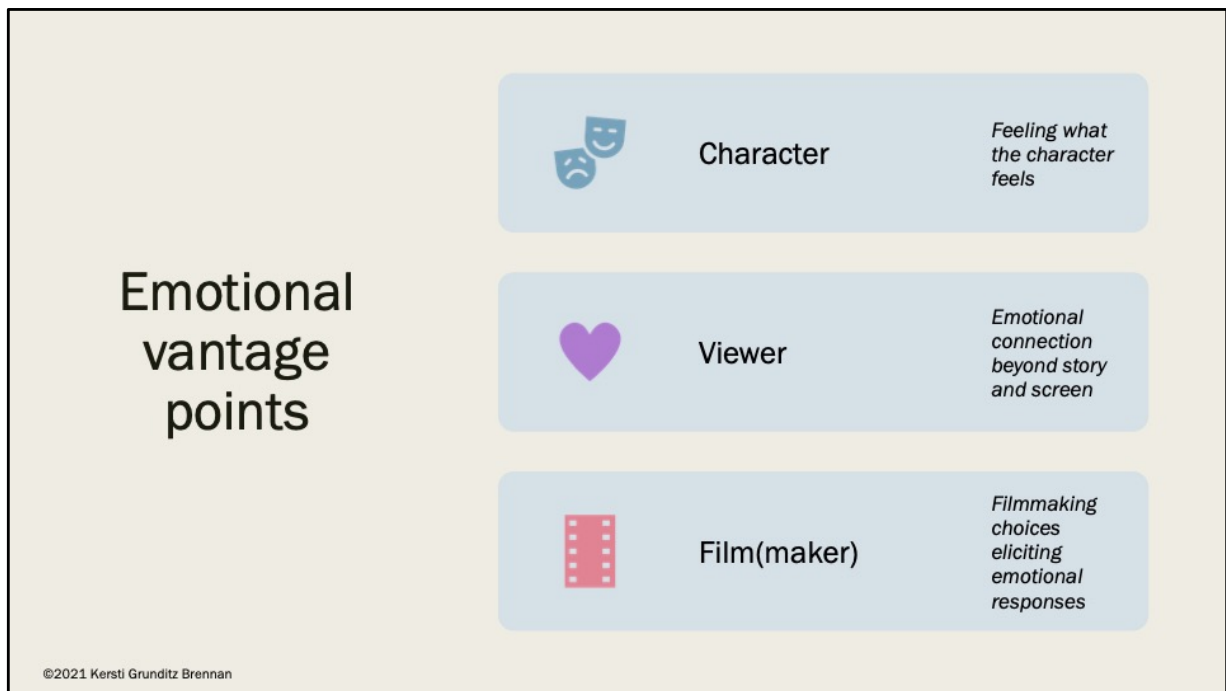 Emotional
vantage
points
Character
Feeling what
the character
feels
Viewer
Emotional
connection
beyond story
and screen
Film(maker)
Filmmaking
choices
eliciting
emotional
responses
©2021 Kersti Grunditz Brennan